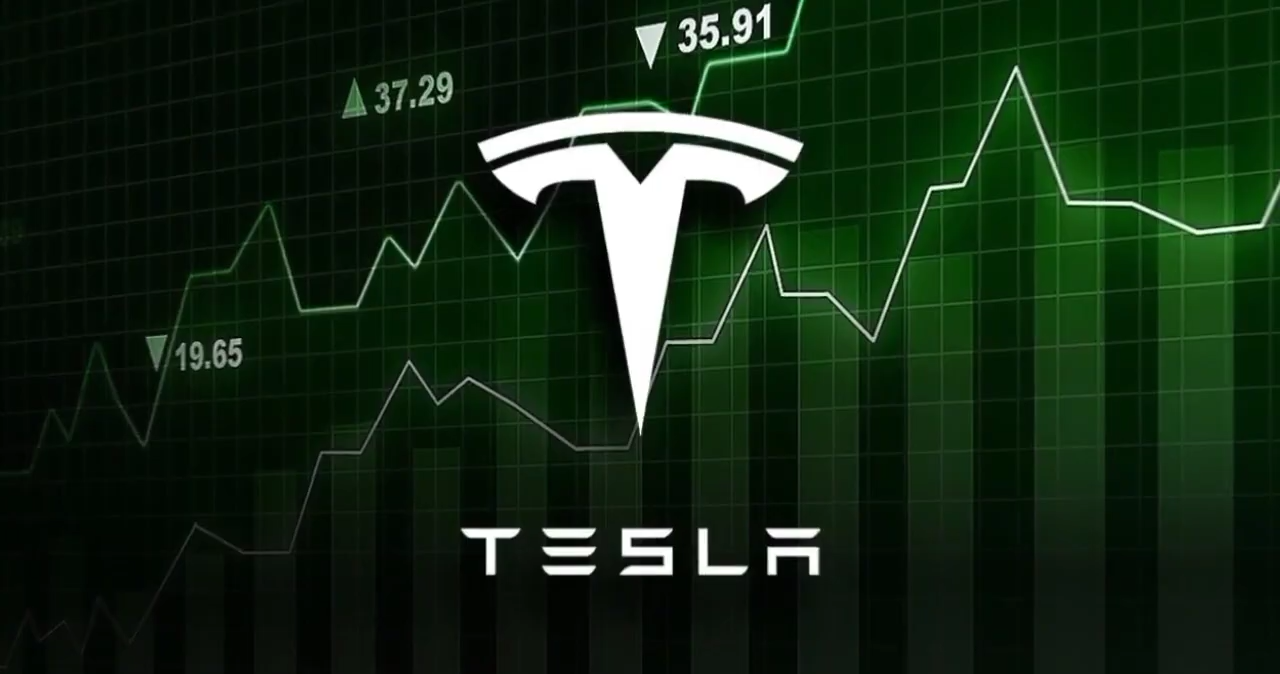 ▼ 35.91
▲ 37.29
▼ 19.65
TESLA